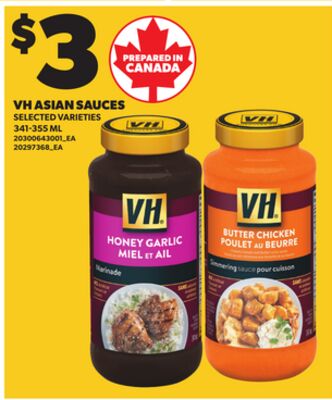 $3
PREPARED IN
CANADA
VH ASIAN SAUCES
SELECTED VARIETIES
341-355 ML
20300643001_EA
20297368_EA
VH
HONEY GARLIC
MIEL ET AIL
Marinade
VH
BUTTER CHICKEN
POULET AU BEURRE
Simmering sauce pour cuisson